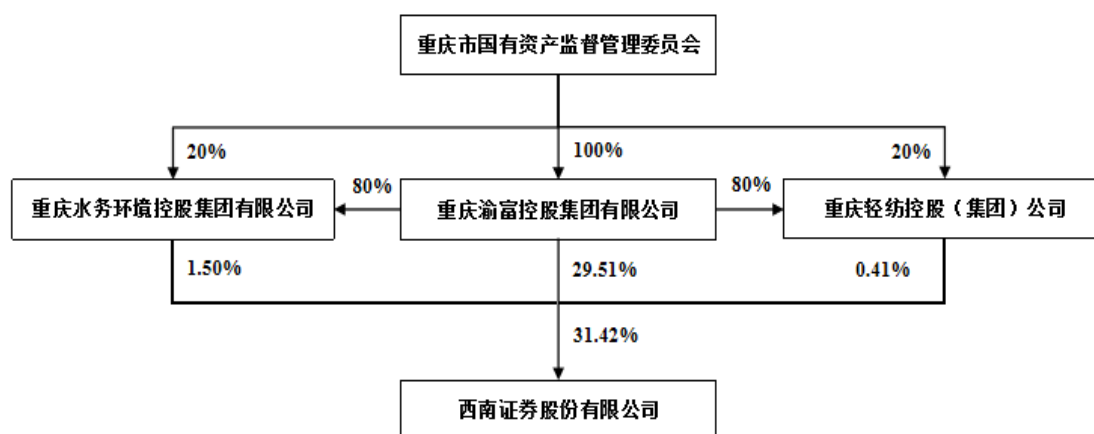 重庆市国有资产监督管理委员会
20%
100%
20%
重庆水务环境控股集团有限公司
80%
重庆渝富控股集团有限公司
80%
重庆轻纺控股（集团）公司
1.50%
29.51%
0.41%
31.42%
西南证券股份有限公司